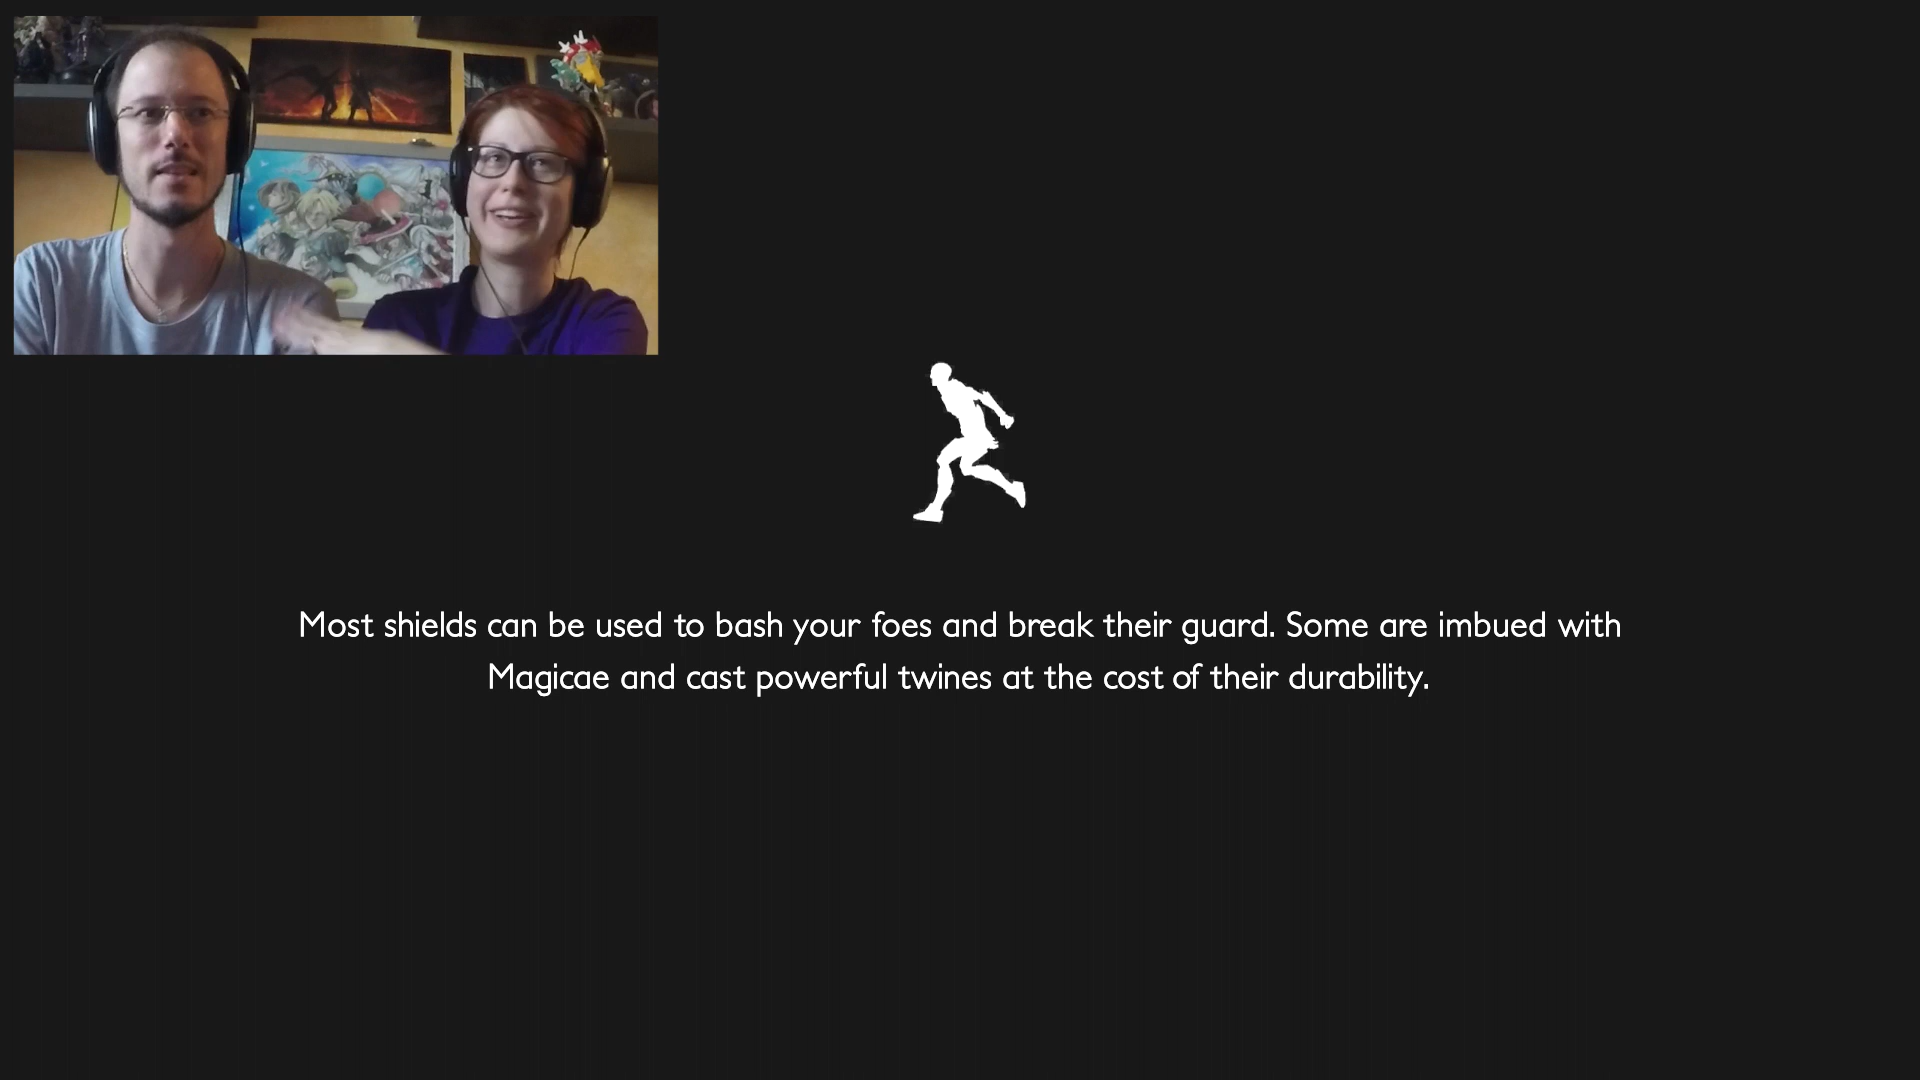 Most shields can be used to bash your foes and break their guard. Some are imbued with
Magicae and cast powerful twines at the cost of their durability.